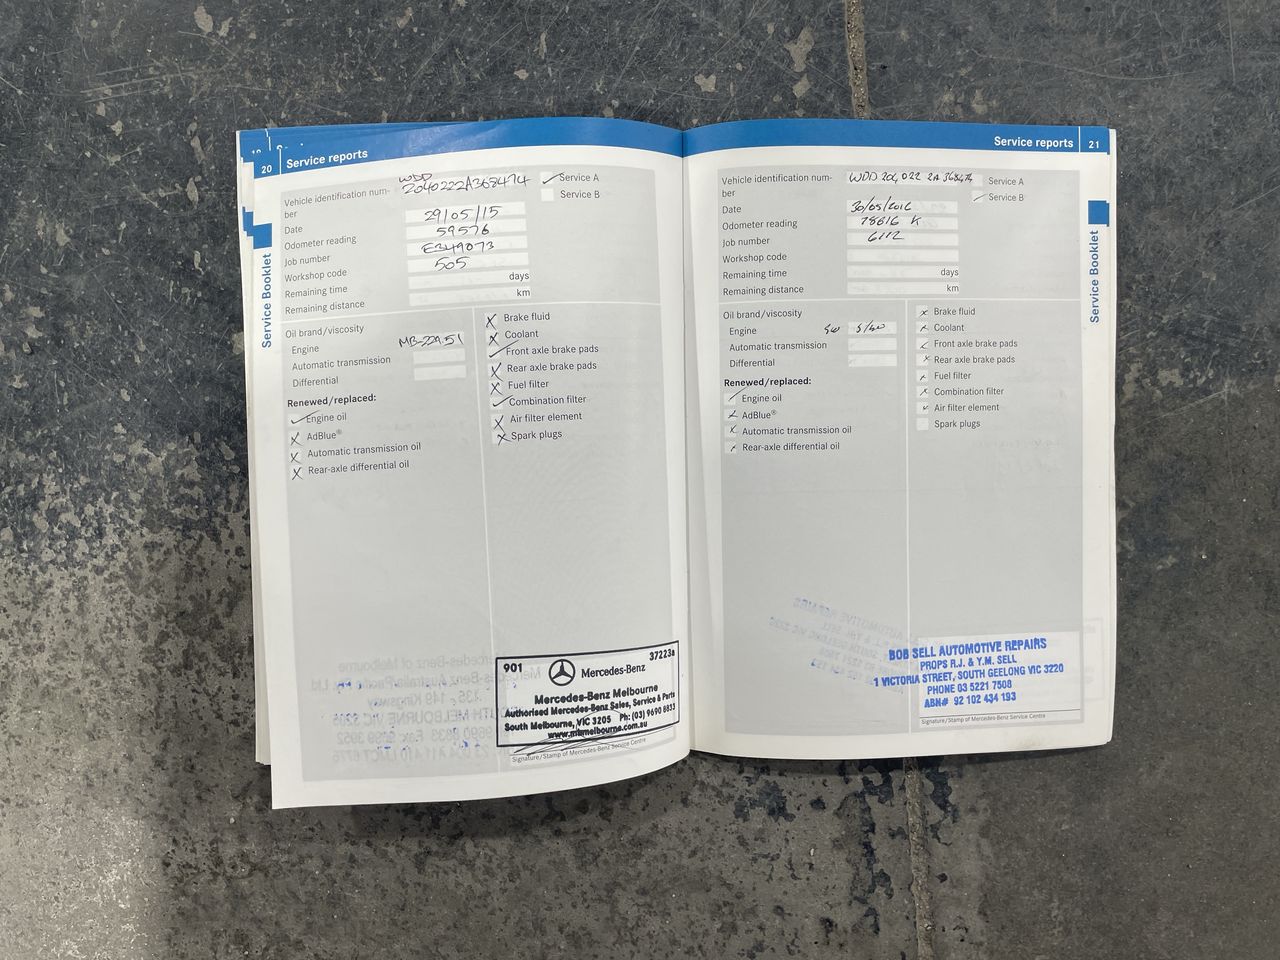 20 Service reports
Vehicle identification num-
ber
WDD
2040222A368474
Service A
Service B
Date 29/05/15
Odometer reading 59576
Job number E349073
Workshop code 505
Remaining time days
Remaining distance km
Oil brand/viscosity
Engine MB-229.51
Automatic transmission
Differential
Renewed/replaced:
Engine oil
AdBlue®
Automatic transmission oil
Rear-axle differential oil
Brake fluid
Coolant
Front axle brake pads
Rear axle brake pads
Fuel filter
Combination filter
Air filter element
Spark plugs
901 Mercedes-Benz 37223a
Mercedes-Benz Melbourne
Authorised Mercedes-Benz Sales, Service & Parts
South Melbourne, VIC 3205 Ph: (03) 9690 8833
www.mbmelbourne.com.au
Signature/Stamp of Mercedes-Benz Service Centre
Service Booklet
Service reports 21
Vehicle identification num-
ber
WDD 204 022 2A 368474
Service A
Service B
Date 30/05/2016
Odometer reading 78616 K
Job number 6112
Workshop code
Remaining time days
Remaining distance km
Oil brand/viscosity
Engine
Automatic transmission
Differential
Renewed/replaced:
Engine oil
AdBlue®
Automatic transmission oil
Rear-axle differential oil
Brake fluid
Coolant
Front axle brake pads
Rear axle brake pads
Fuel filter
Combination filter
Air filter element
Spark plugs
BOB SELL AUTOMOTIVE REPAIRS
PROPS R.J. & Y.M. SELL
1 VICTORIA STREET, SOUTH GEELONG VIC 3220
PHONE 03 5221 7508
ABN# 92 102 434 193
Signature/Stamp of Mercedes-Benz Service Centre
Service Booklet